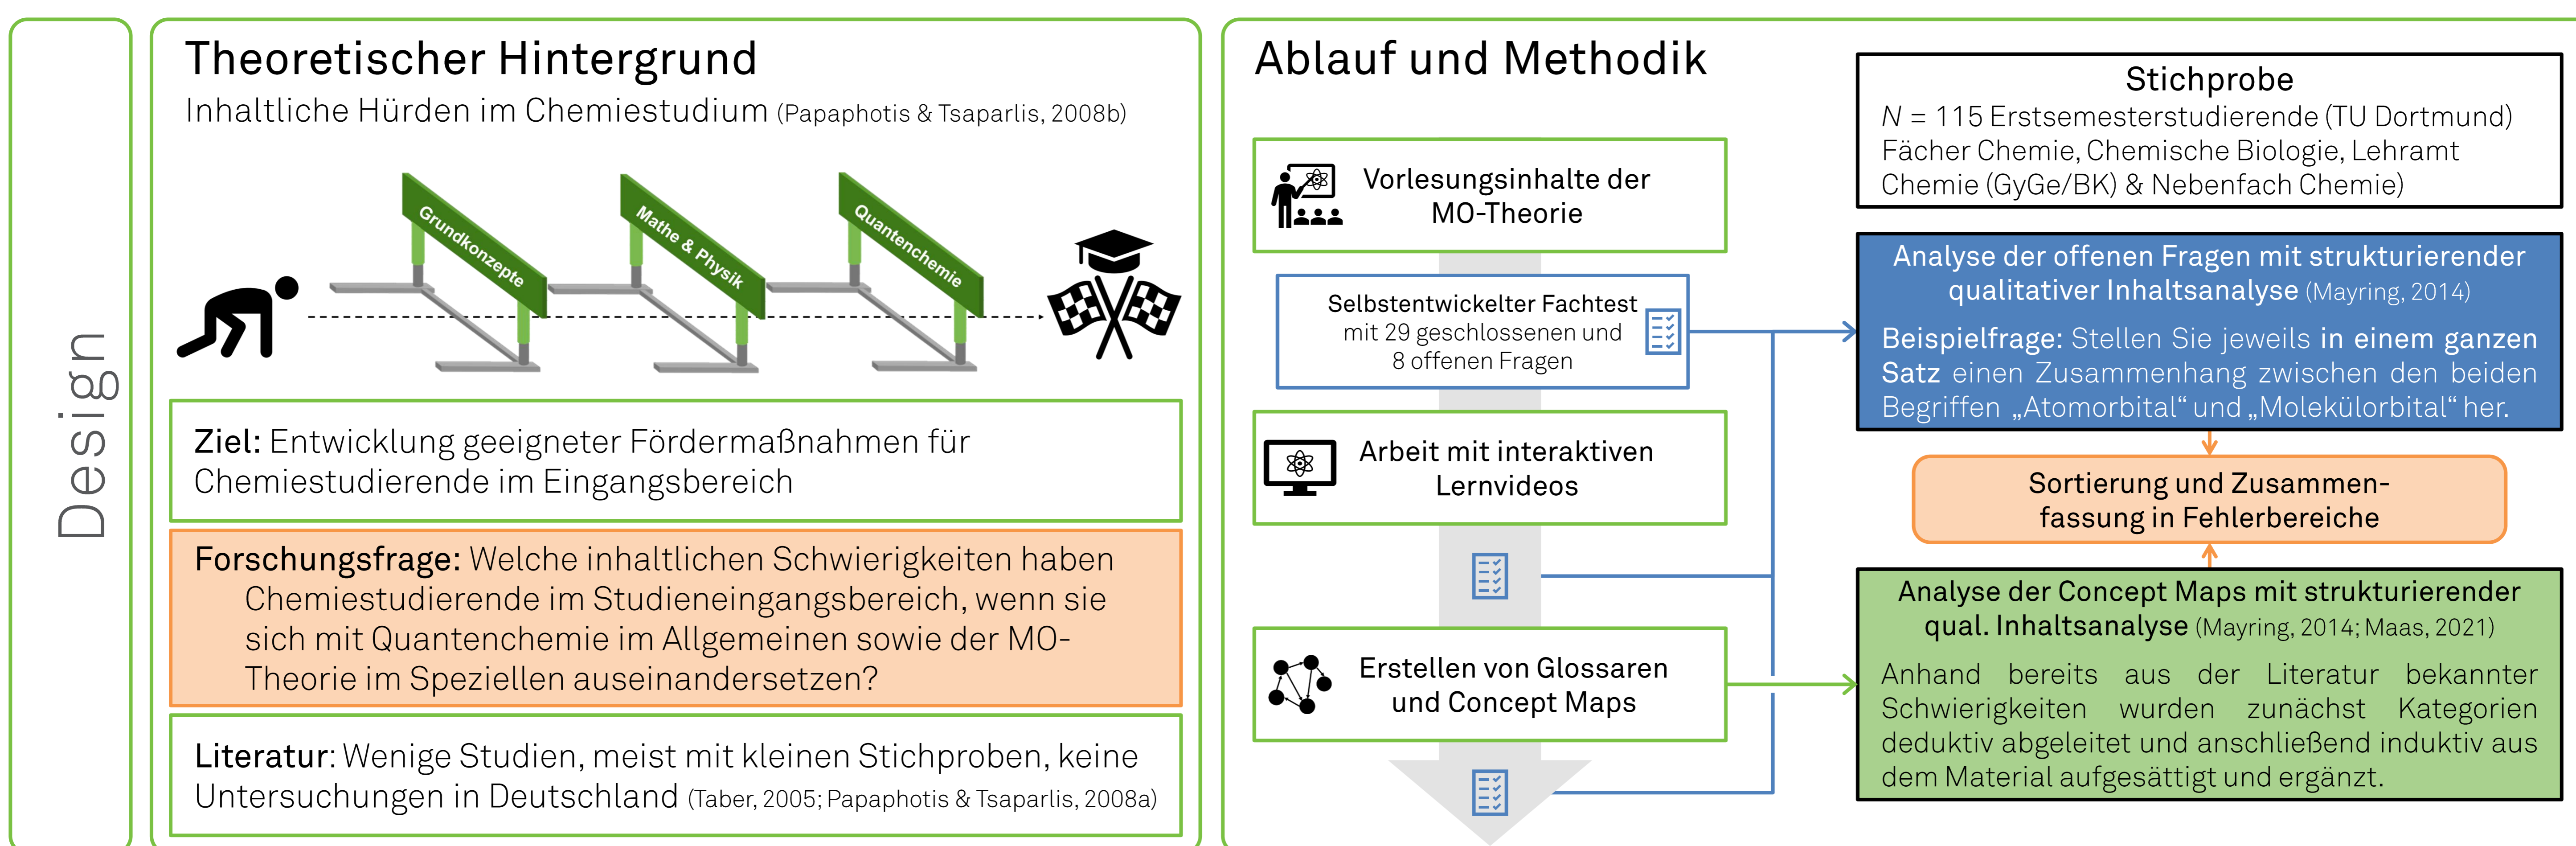 Design
Theoretischer Hintergrund
Inhaltliche Hürden im Chemiestudium (Papaphotis & Tsaparlis, 2008b)
Grundkonzepte
Mathe & Physik
Quantenchemie
Ziel: Entwicklung geeigneter Fördermaßnahmen für
Chemiestudierende im Eingangsbereich
Forschungsfrage: Welche inhaltlichen Schwierigkeiten haben
Chemiestudierende im Studieneingangsbereich, wenn sie
sich mit Quantenchemie im Allgemeinen sowie der MO-
Theorie im Speziellen auseinandersetzen?
Literatur: Wenige Studien, meist mit kleinen Stichproben, keine
Untersuchungen in Deutschland (Taber, 2005; Papaphotis & Tsaparlis, 2008a)
Ablauf und Methodik
Vorlesungsinhalte der
MO-Theorie
Selbstentwickelter Fachtest
mit 29 geschlossenen und
8 offenen Fragen
Arbeit mit interaktiven
Lernvideos
Erstellen von Glossaren
und Concept Maps
Stichprobe
N = 115 Erstsemesterstudierende (TU Dortmund)
Fächer Chemie, Chemische Biologie, Lehramt
Chemie (GyGe/BK) & Nebenfach Chemie)
Analyse der offenen Fragen mit strukturierender
qualitativer Inhaltsanalyse (Mayring, 2014)
Beispielfrage: Stellen Sie jeweils in einem ganzen
Satz einen Zusammenhang zwischen den beiden
Begriffen „Atomorbital“ und „Molekülorbital“ her.
Sortierung und Zusammen-
fassung in Fehlerbereiche
Analyse der Concept Maps mit strukturierender
qual. Inhaltsanalyse (Mayring, 2014; Maas, 2021)
Anhand bereits aus der Literatur bekannter
Schwierigkeiten wurden zunächst Kategorien
deduktiv abgeleitet und anschließend induktiv aus
dem Material aufgesättigt und ergänzt.